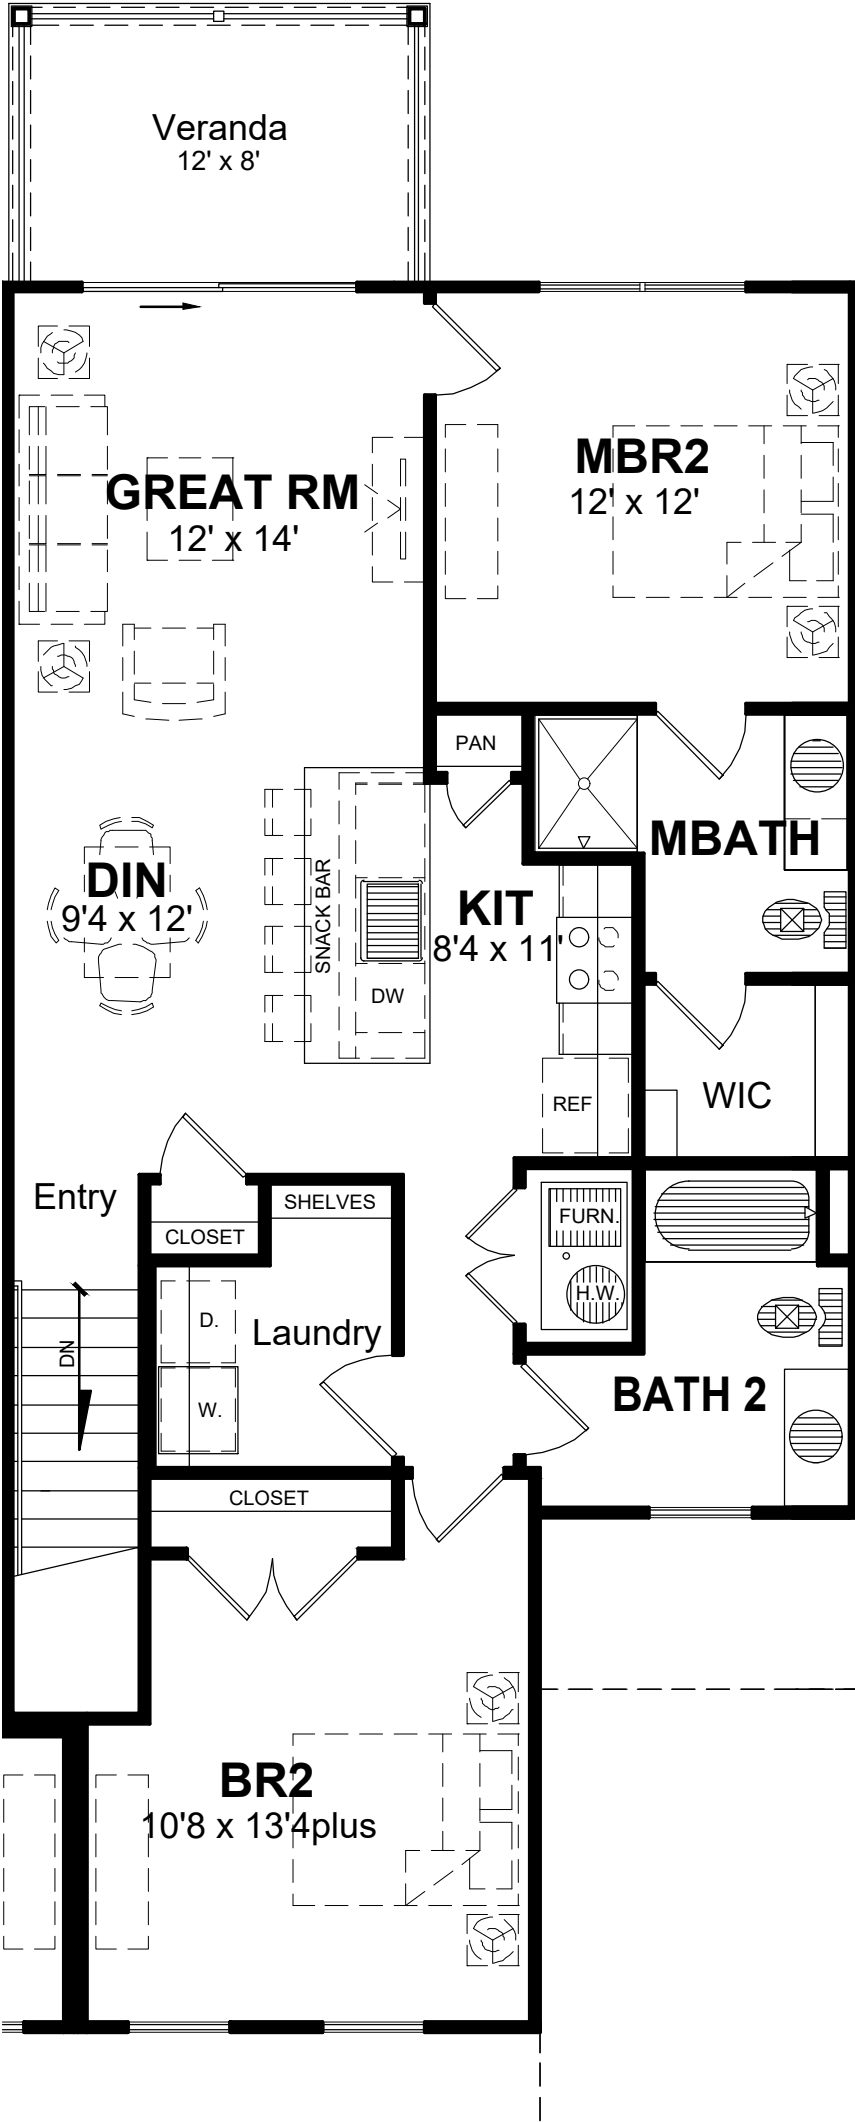 Veranda
12' x 8'
GREAT RM
12' x 14'
MBR2
12' x 12'
PAN
MBATH
DIN
9'4 x 12'
SNACK BAR
KIT
8'4 x 11'
DW
REF
WIC
Entry
CLOSET
SHELVES
FURN.
H.W.
D.
Laundry
DN
W.
BATH 2
CLOSET
BR2
10'8 x 13'4plus